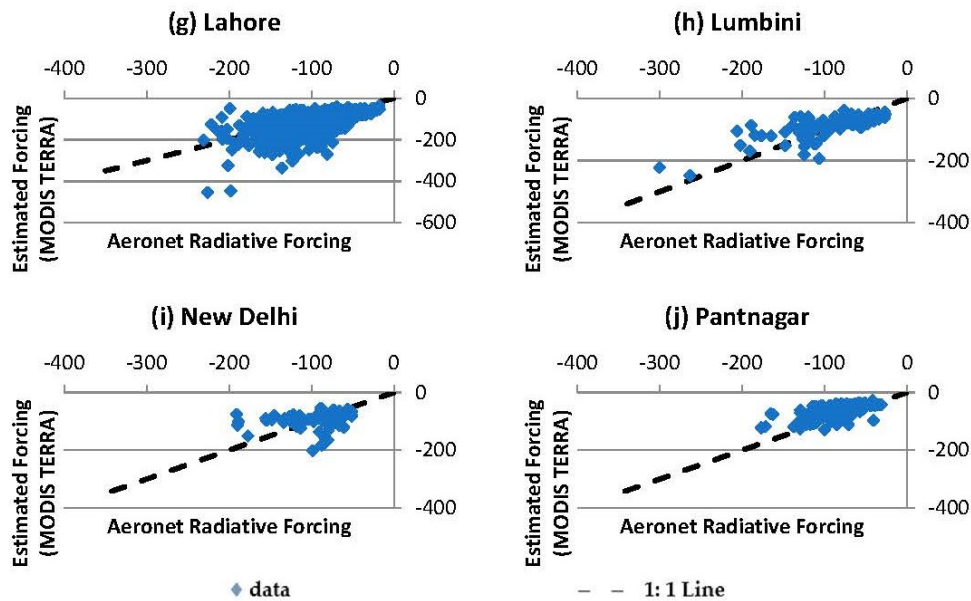 (g) Lahore
-400 -300 -200 -100 0
0
-200
-400
-600
Estimated Forcing
(MODIS TERRA)
Aeronet Radiative Forcing
(h) Lumbini
-400 -300 -200 -100 0
0
-200
-400
Estimated Forcing
(MODIS TERRA)
Aeronet Radiative Forcing
(i) New Delhi
-400 -300 -200 -100 0
0
-200
-400
Estimated Forcing
(MODIS TERRA)
Aeronet Radiative Forcing
(j) Pantnagar
-400 -300 -200 -100 0
0
-200
-400
Estimated Forcing
(MODIS TERRA)
Aeronet Radiative Forcing
data
1: 1 Line